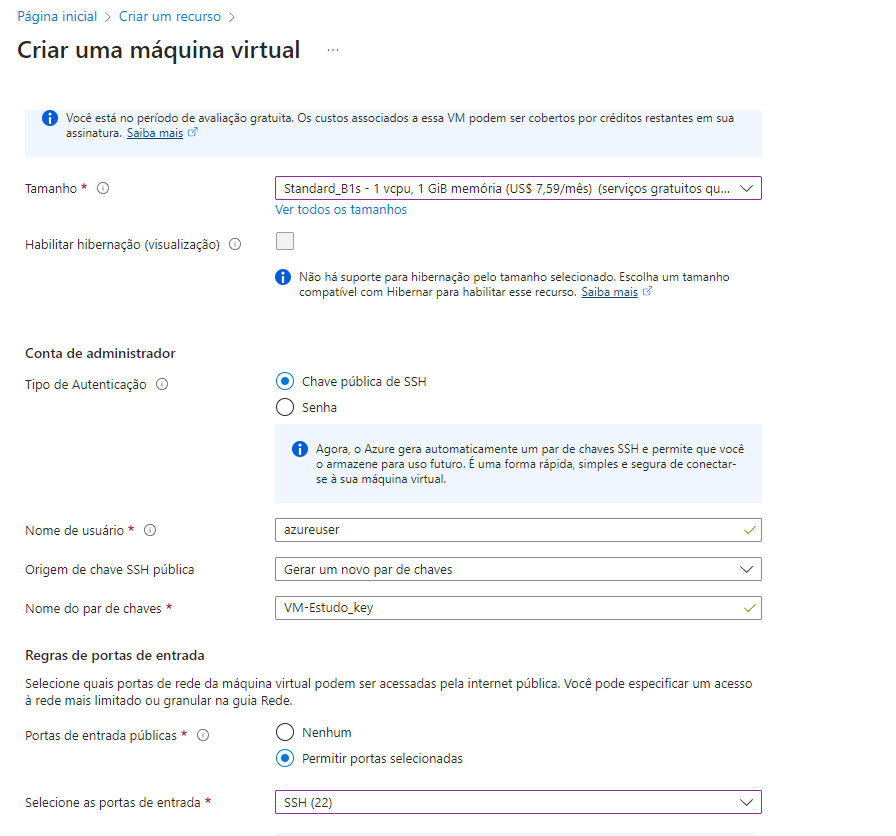 Página inicial > Criar um recurso >
Criar uma máquina virtual ...
Você está no período de avaliação gratuita. Os custos associados a essa VM podem ser cobertos por créditos restantes em sua
assinatura. Saiba mais
Tamanho *
Standard_B1s - 1 vcpu, 1 GiB memória (US$ 7,59/mês) (serviços gratuitos qu...
Ver todos os tamanhos
Habilitar hibernação (visualização)
Não há suporte para hibernação pelo tamanho selecionado. Escolha um tamanho
compatível com Hibernar para habilitar esse recurso. Saiba mais
Conta de administrador
Tipo de Autenticação
Chave pública de SSH
Senha
Agora, o Azure gera automaticamente um par de chaves SSH e permite que você
o armazene para uso futuro. É uma forma rápida, simples e segura de conectar-
se à sua máquina virtual.
Nome de usuário *
azureuser
Origem de chave SSH pública
Gerar um novo par de chaves
Nome do par de chaves *
VM-Estudo_key
Regras de portas de entrada
Selecione quais portas de rede da máquina virtual podem ser acessadas pela internet pública. Você pode especificar um acesso
à rede mais limitado ou granular na guia Rede.
Portas de entrada públicas *
Nenhum
Permitir portas selecionadas
Selecione as portas de entrada *
SSH (22)